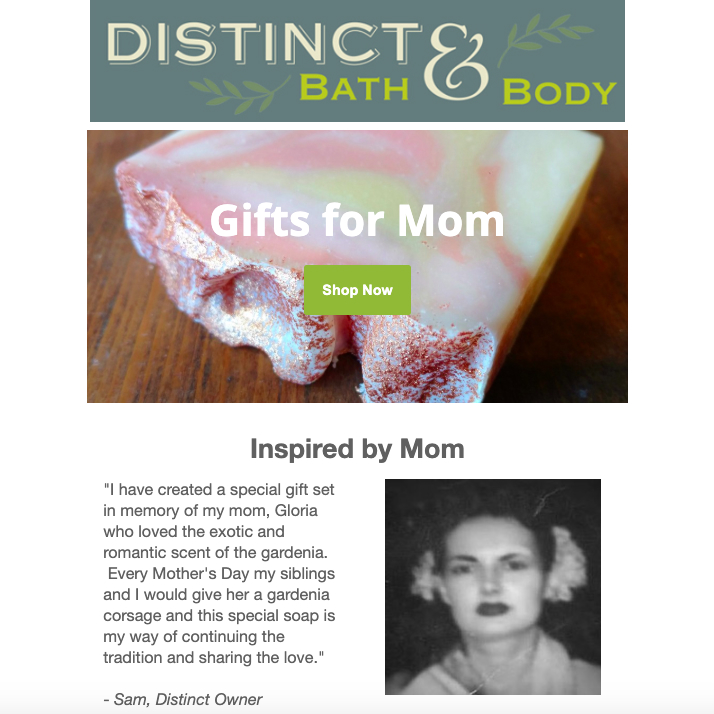 DISTINCT &
BATH BODY
Gifts for Mom
Shop Now
Inspired by Mom
"I have created a special gift set
in memory of my mom, Gloria
who loved the exotic and
romantic scent of the gardenia.
Every Mother's Day my siblings
and I would give her a gardenia
corsage and this special soap is
my way of continuing the
tradition and sharing the love."
- Sam, Distinct Owner